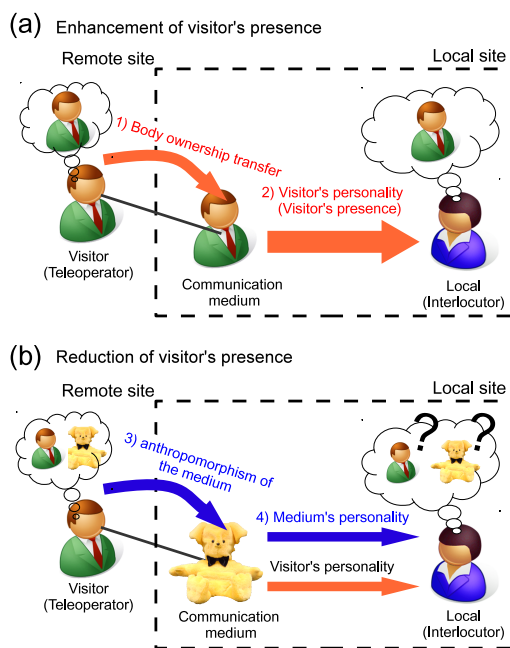 (a) Enhancement of visitor's presence
Remote site
Local site
1) Body ownership transfer
2) Visitor's personality
(Visitor's presence)
Visitor
(Teleoperator)
Communication
medium
Local
(Interlocutor)
(b) Reduction of visitor's presence
Remote site
Local site
? ?
3) anthropomorphism of
the medium
4) Medium's personality
Visitor's personality
Visitor
(Teleoperator)
Communication
medium
Local
(Interlocutor)